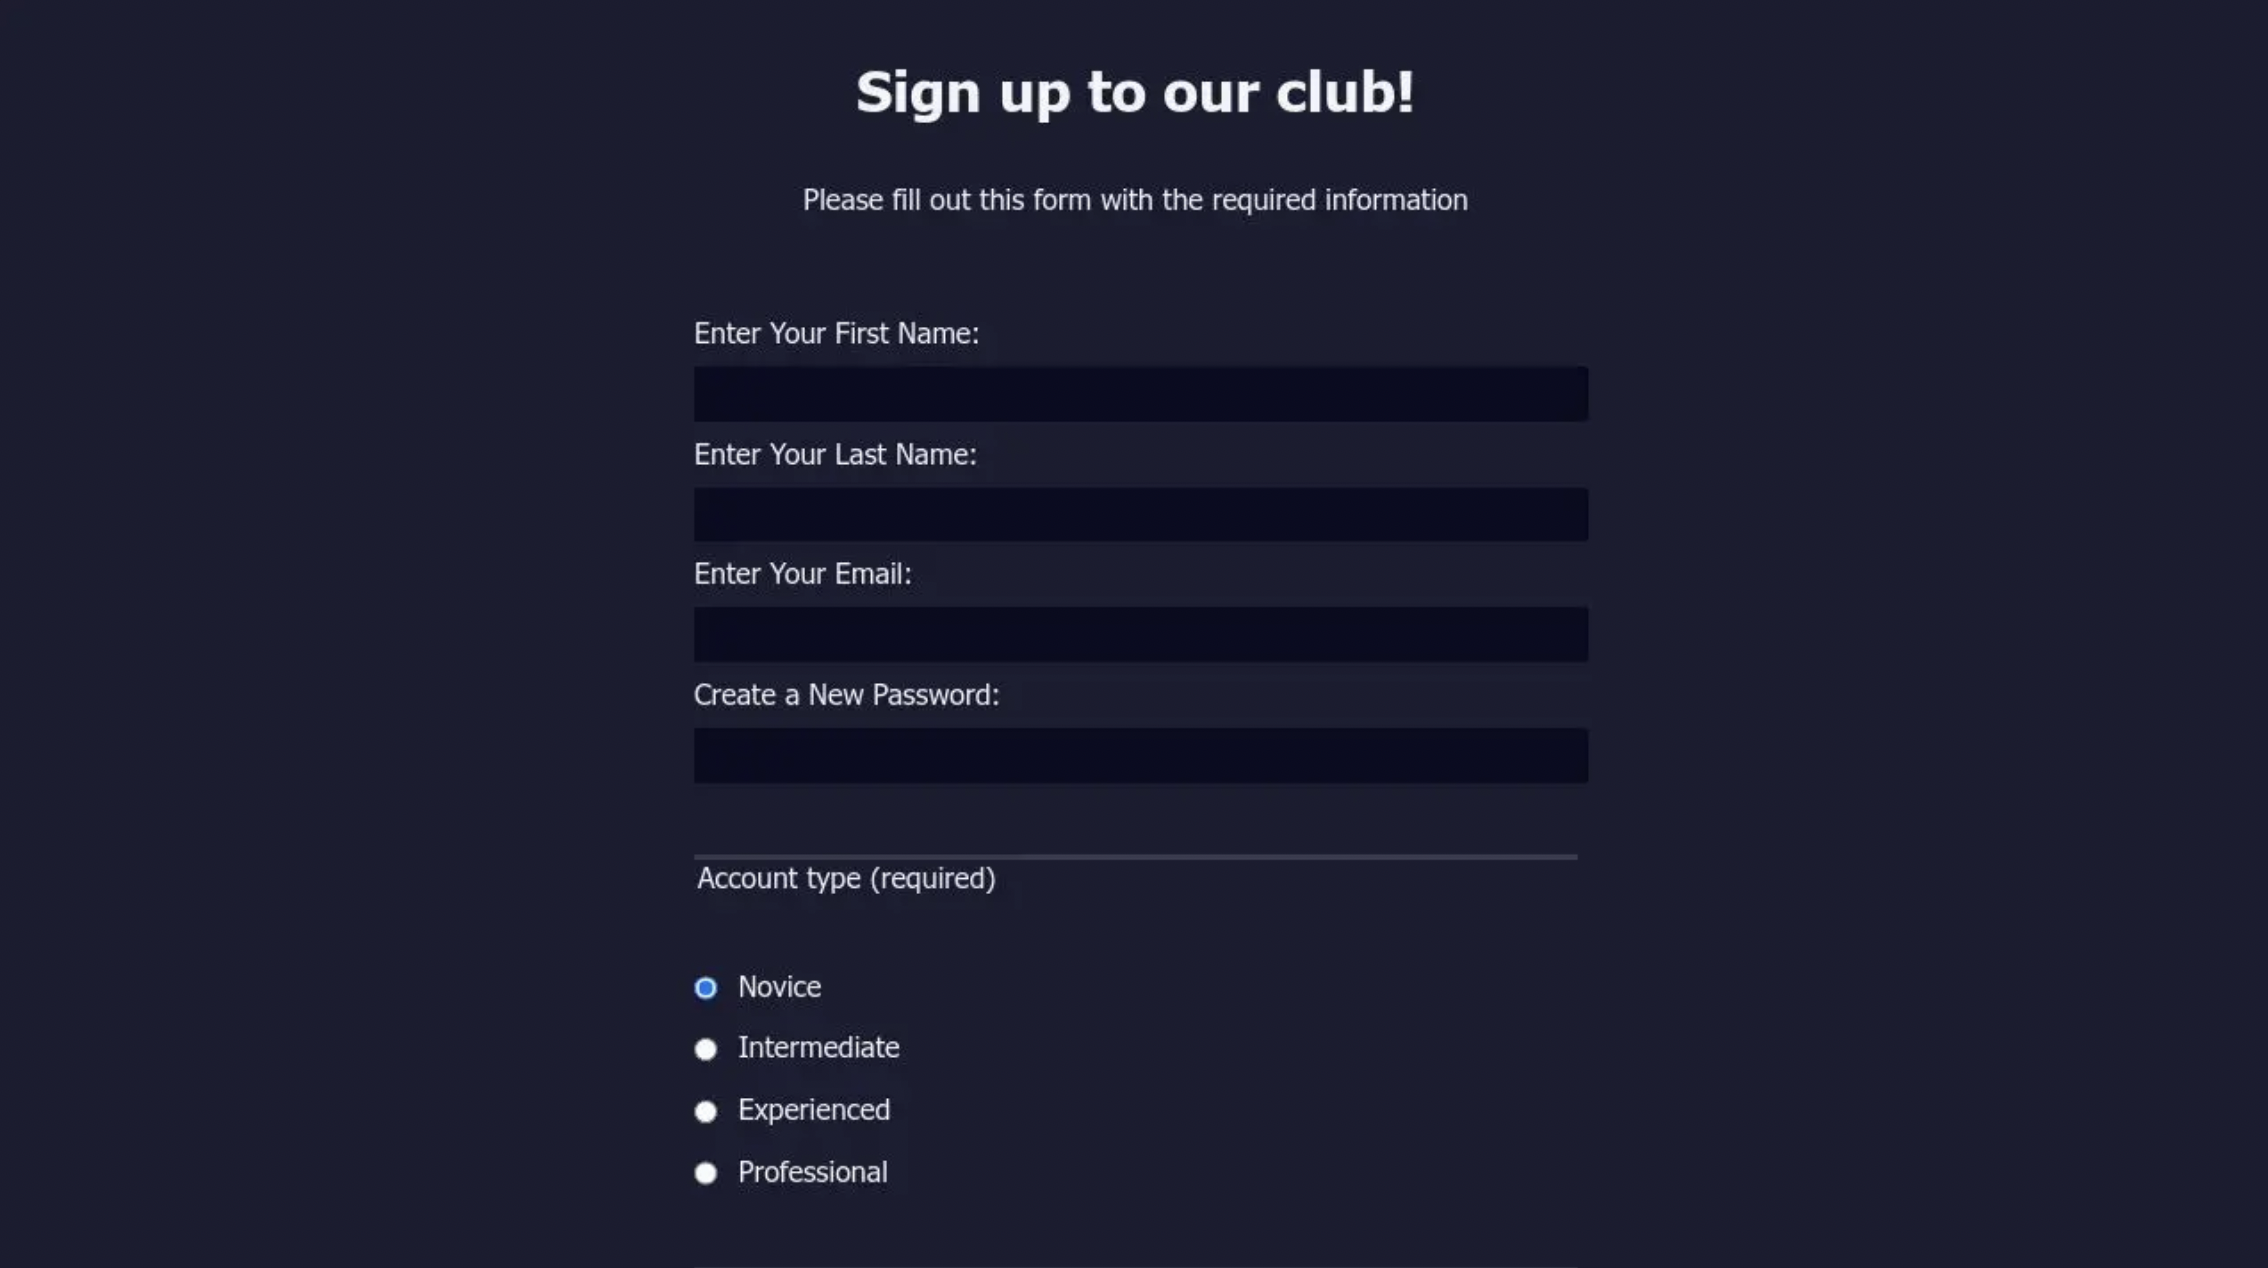 Sign up to our club!
Please fill out this form with the required information
Enter Your First Name:
Enter Your Last Name:
Enter Your Email:
Create a New Password:
Account type (required)
Novice
Intermediate
Experienced
Professional